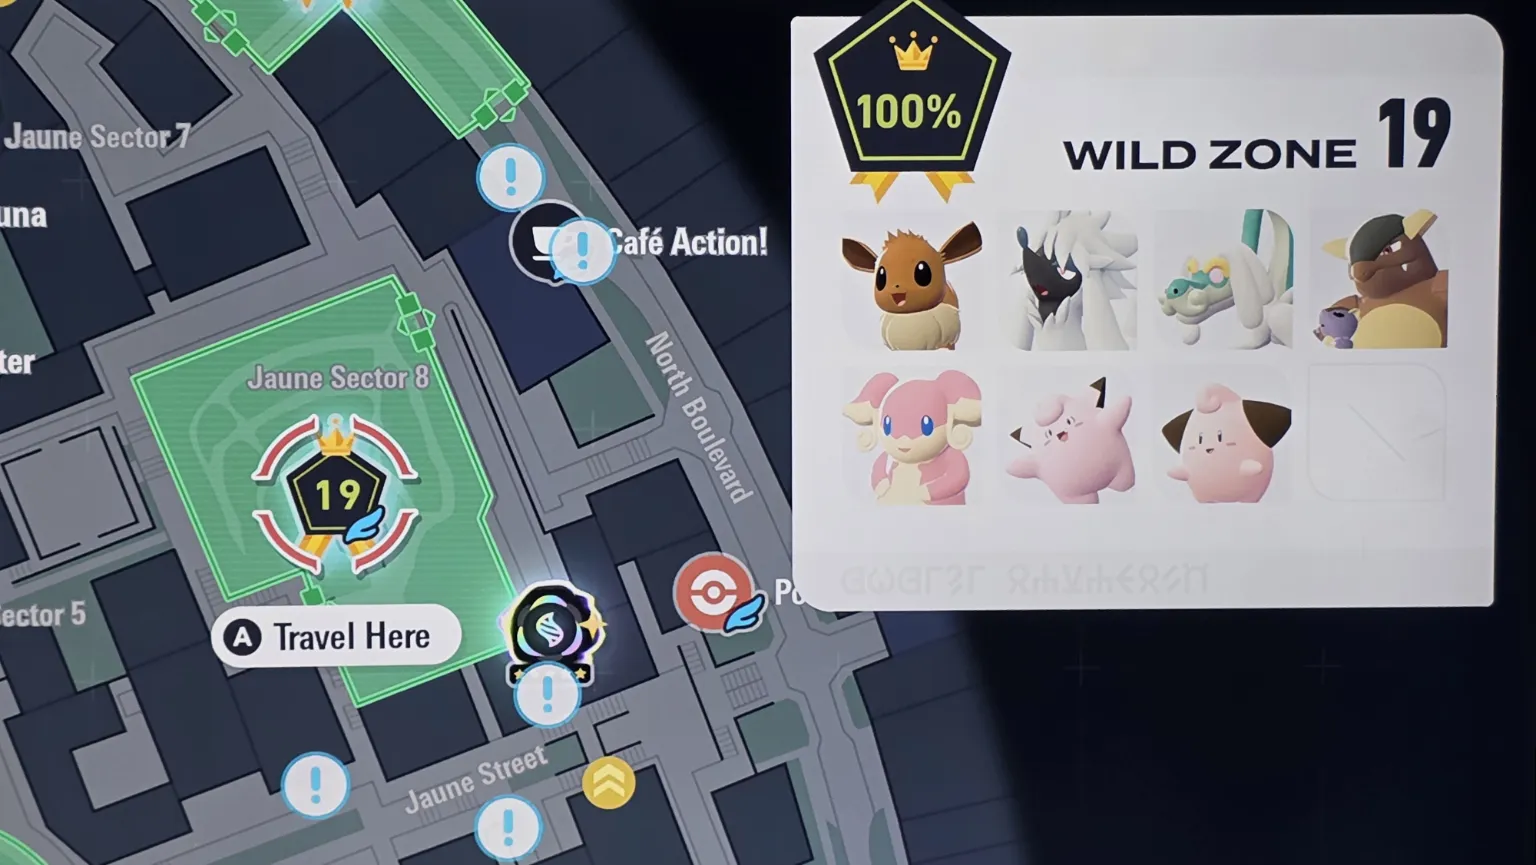 Jaune Sector 7
una
Café Action!
ter
Jaune Sector 8
North Boulevard
19
ector 5
A Travel Here
Po
Jaune Street
100%
WILD ZONE 19